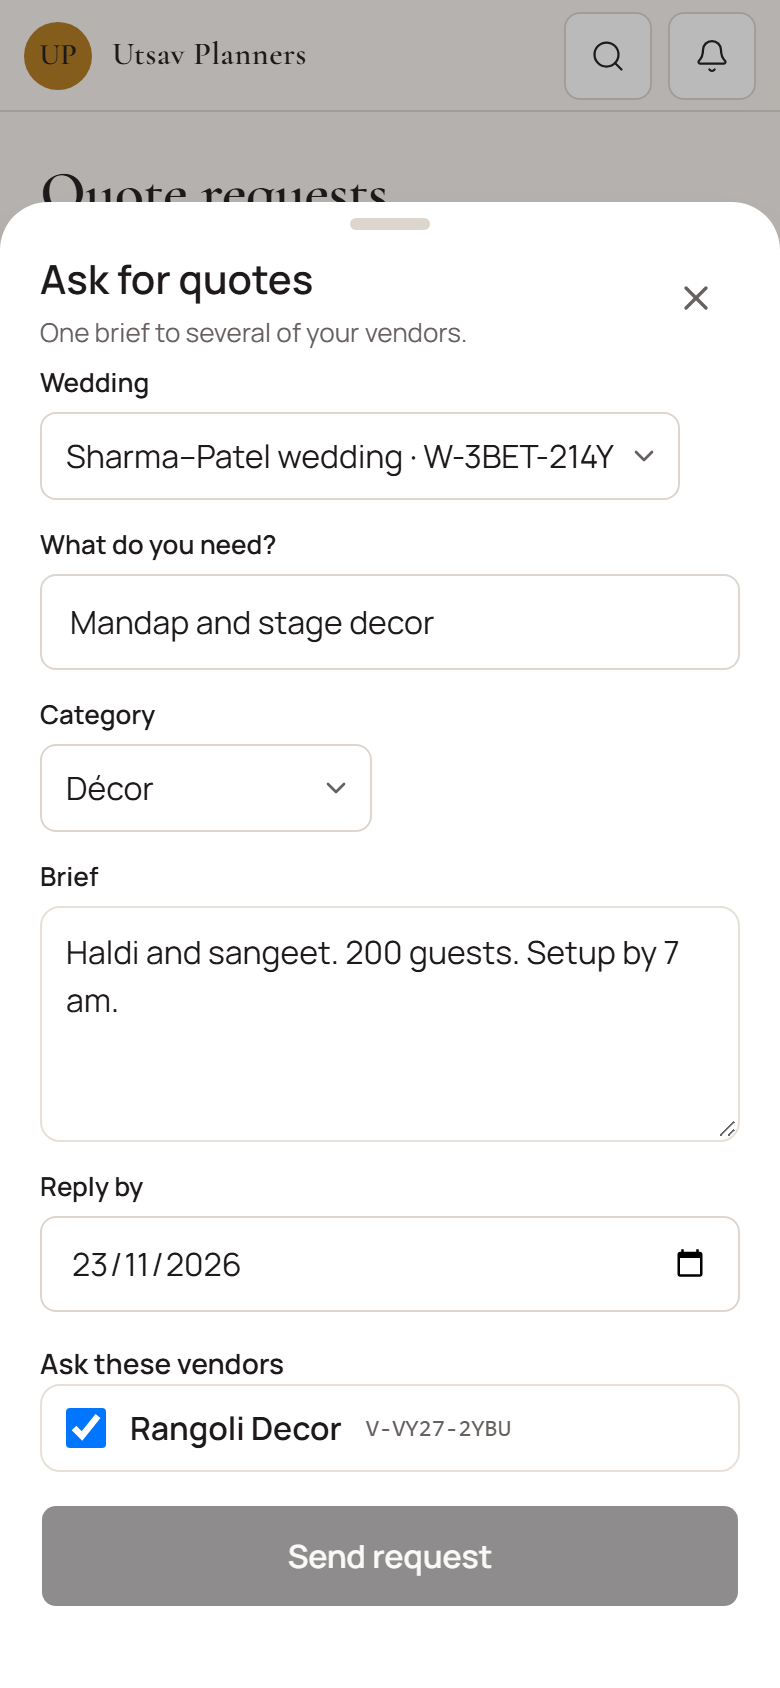 UP Utsav Planners
Quote requests
Ask for quotes
One brief to several of your vendors.
Wedding
Sharma–Patel wedding · W-3BET-214Y
What do you need?
Mandap and stage decor
Category
Décor
Brief
Haldi and sangeet. 200 guests. Setup by 7
am.
Reply by
23/11/2026
Ask these vendors
Rangoli Decor V-VY27-2YBU
Send request